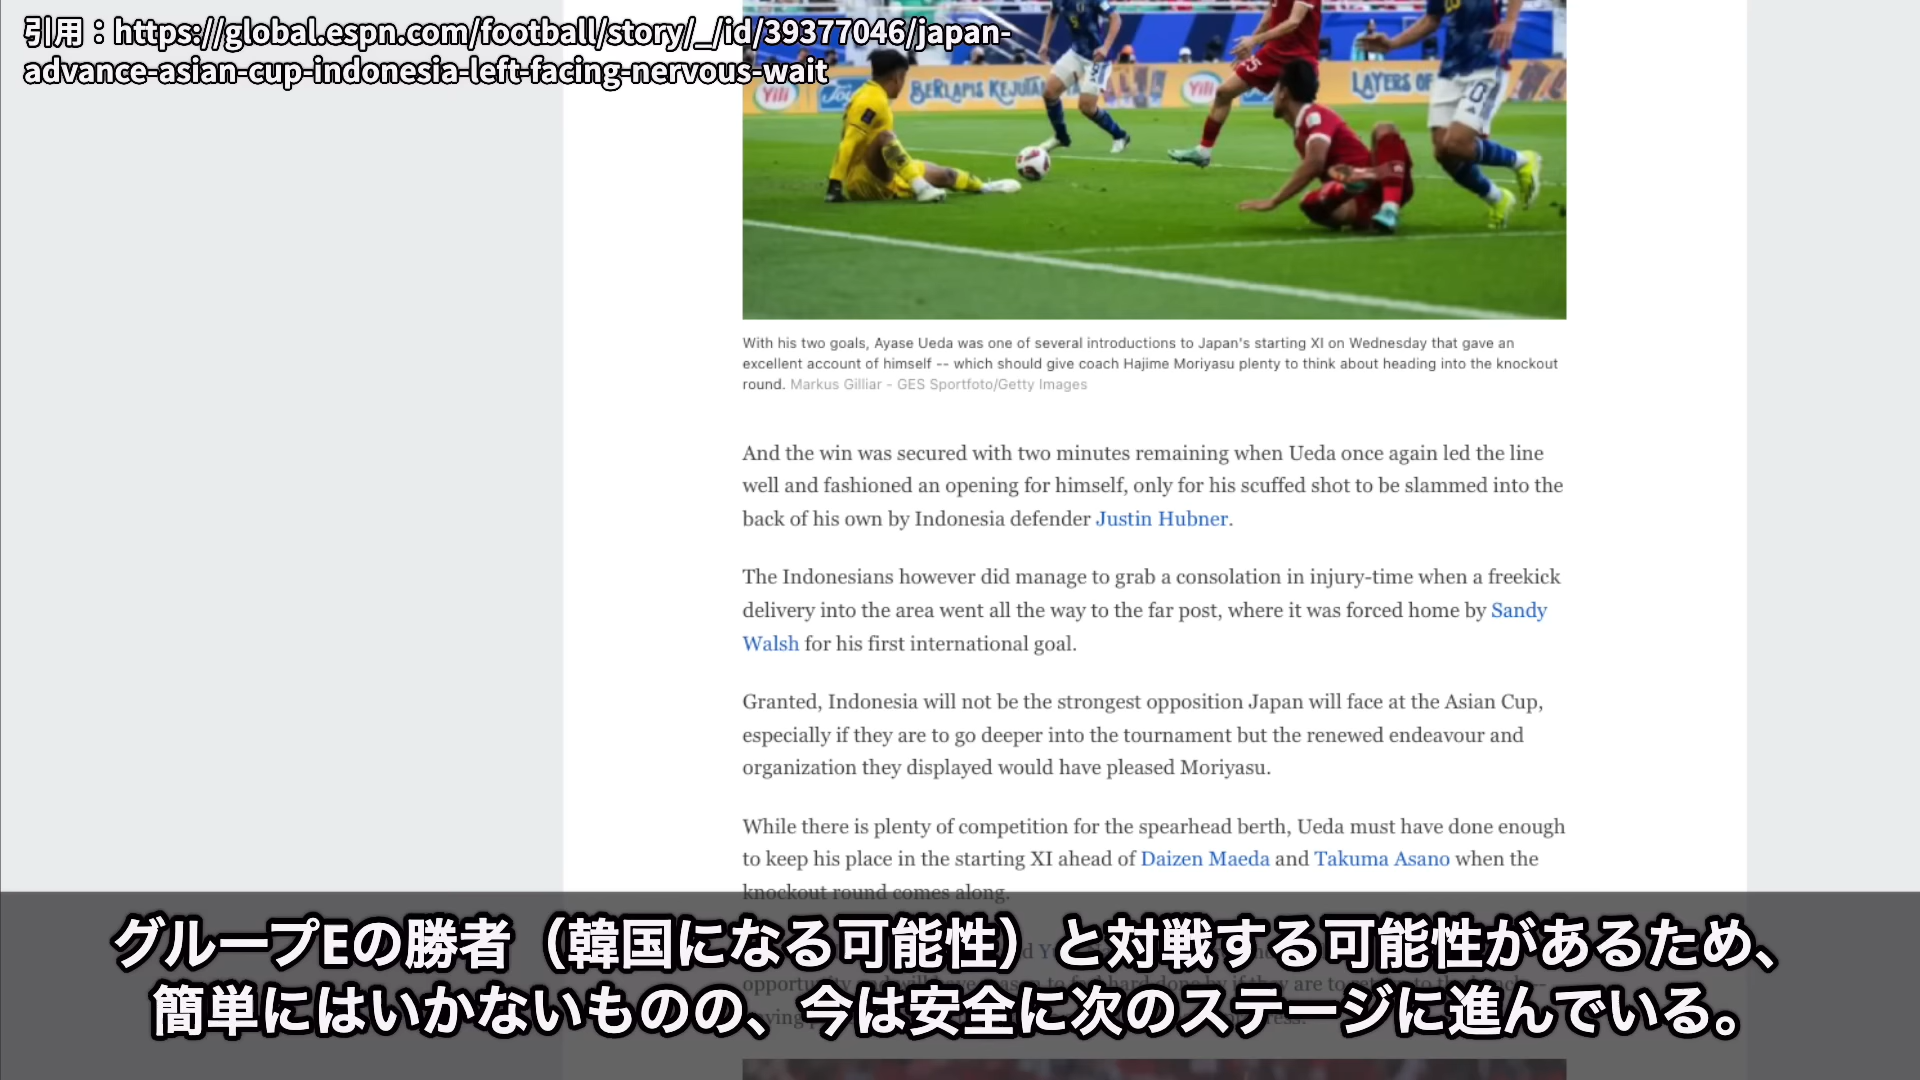 引用：https://global.espn.com/football/story/_/id/39377046/japan-
advance-asian-cup-indonesia-left-facing-nervous-wait
Yili
BERLAPIS KEJUTAN
Yili
LAYERS OF
With his two goals, Ayase Ueda was one of several introductions to Japan's starting XI on Wednesday that gave an
excellent account of himself -- which should give coach Hajime Moriyasu plenty to think about heading into the knockout
round. Markus Gilliar - GES Sportfoto/Getty Images
And the win was secured with two minutes remaining when Ueda once again led the line
well and fashioned an opening for himself, only for his scuffed shot to be slammed into the
back of his own by Indonesia defender Justin Hubner.
The Indonesians however did manage to grab a consolation in injury-time when a freekick
delivery into the area went all the way to the far post, where it was forced home by Sandy
Walsh for his first international goal.
Granted, Indonesia will not be the strongest opposition Japan will face at the Asian Cup,
especially if they are to go deeper into the tournament but the renewed endeavour and
organization they displayed would have pleased Moriyasu.
While there is plenty of competition for the spearhead berth, Ueda must have done enough
to keep his place in the starting XI ahead of Daizen Maeda and Takuma Asano when the
knockout round comes along.
グループEの勝者（韓国になる可能性）と対戦する可能性があるため、
簡単にはいかないものの、今は安全に次のステージに進んでいる。